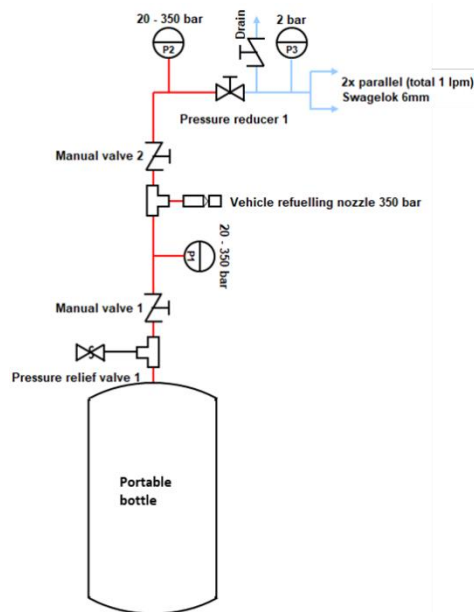 20 - 350 bar
P2
Drain
2 bar
P3
2x parallel (total 1 lpm)
Swagelok 6mm
Pressure reducer 1
Manual valve 2
Vehicle refuelling nozzle 350 bar
P1
20 - 350 bar
Manual valve 1
Pressure relief valve 1
Portable
bottle